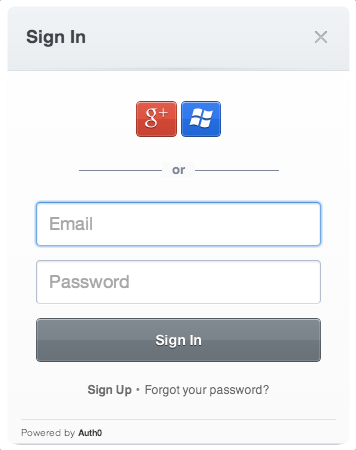 Sign In
g+
or
Email
Password
Sign In
Sign Up • Forgot your password?
Powered by Auth0